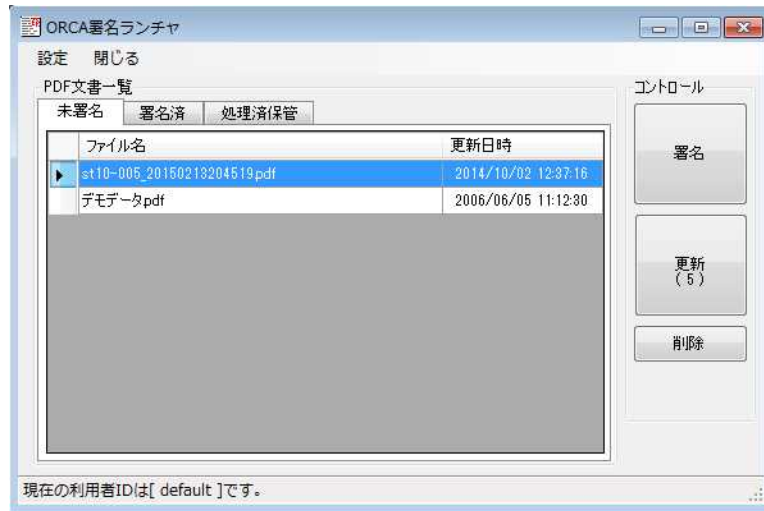 ORCA署名ランチャ
設定 閉じる
PDF文書一覧
未署名 署名済 処理済保管
ファイル名 更新日時
st10-005_20150213204519.pdf 2014/10/02 12:37:16
デモデータ.pdf 2006/06/05 11:12:30
コントロール
署名
更新
(5)
削除
現在の利用者IDは[ default ]です。